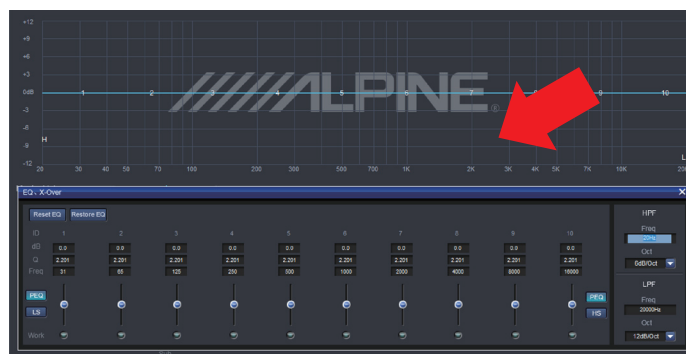 +12
+9
+6
+3
0dB 1 2 3 4 5 6 7 8 9 10
-3
-6
-9
-12
H
L
ALPINE®
20 30 40 50 70 100 200 300 500 700 1K 2K 3K 4K 5K 7K 10K
EQ、X-Over
Reset EQ Restore EQ
ID 1 2 3 4 5 6 7 8 9 10
dB 0.0 0.0 0.0 0.0 0.0 0.0 0.0 0.0 0.0 0.0
Q 2.201 2.201 2.201 2.201 2.201 2.201 2.201 2.201 2.201 2.201
Freq 31 65 125 250 500 1000 2000 4000 8000 16000
PEQ PEQ
LS HS
Work
HPF
Freq
20Hz
Oct
6dB/Oct
LPF
Freq
20000Hz
Oct
12dB/Oct